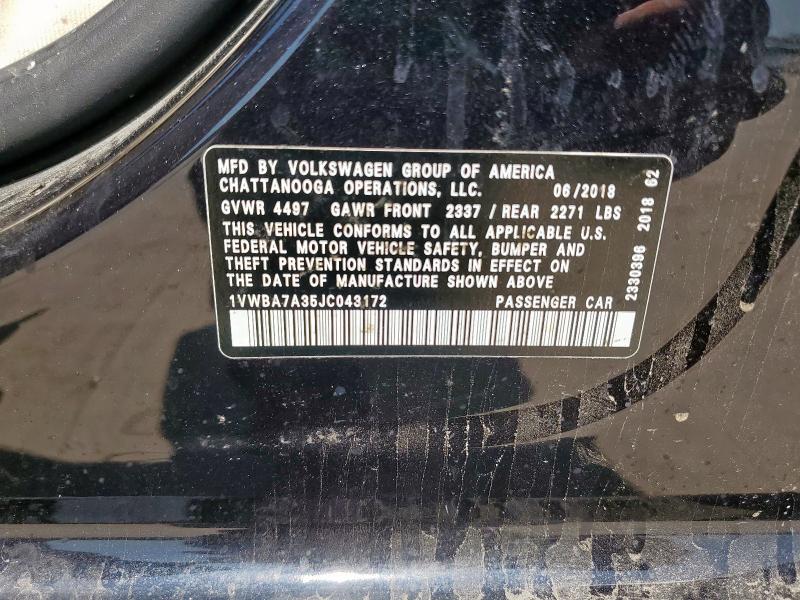 MFD BY VOLKSWAGEN GROUP OF AMERICA
CHATTANOOGA OPERATIONS, LLC. 06/2018
GVWR 4497 GAWR FRONT 2337 / REAR 2271 LBS
THIS VEHICLE CONFORMS TO ALL APPLICABLE U.S.
FEDERAL MOTOR VEHICLE SAFETY, BUMPER AND
THEFT PREVENTION STANDARDS IN EFFECT ON
THE DATE OF MANUFACTURE SHOWN ABOVE
1VWBA7A35JC043172 PASSENGER CAR
2330396 2018 62